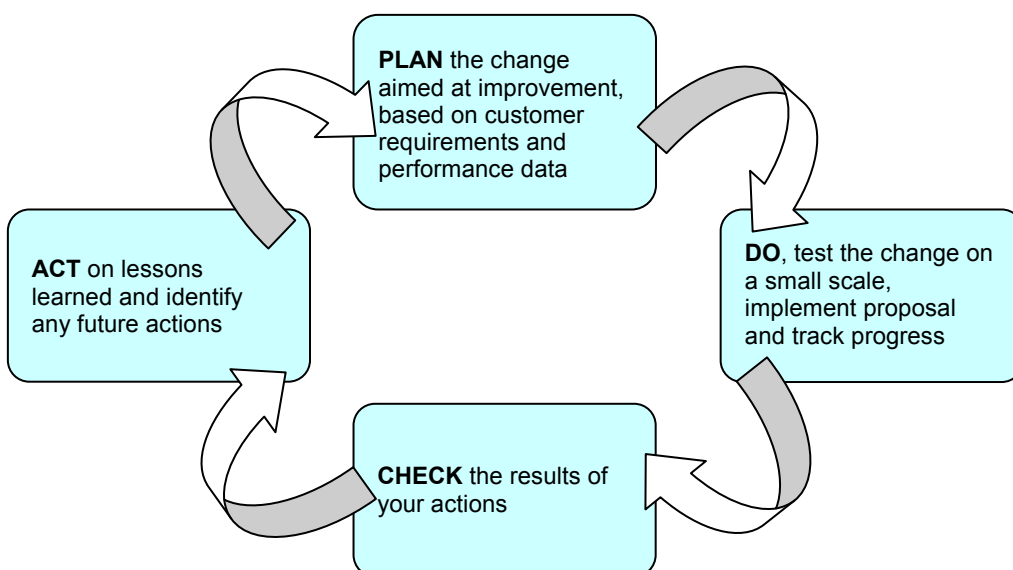 PLAN the change
aimed at improvement,
based on customer
requirements and
performance data
DO, test the change on
a small scale,
implement proposal
and track progress
CHECK the results of
your actions
ACT on lessons
learned and identify
any future actions